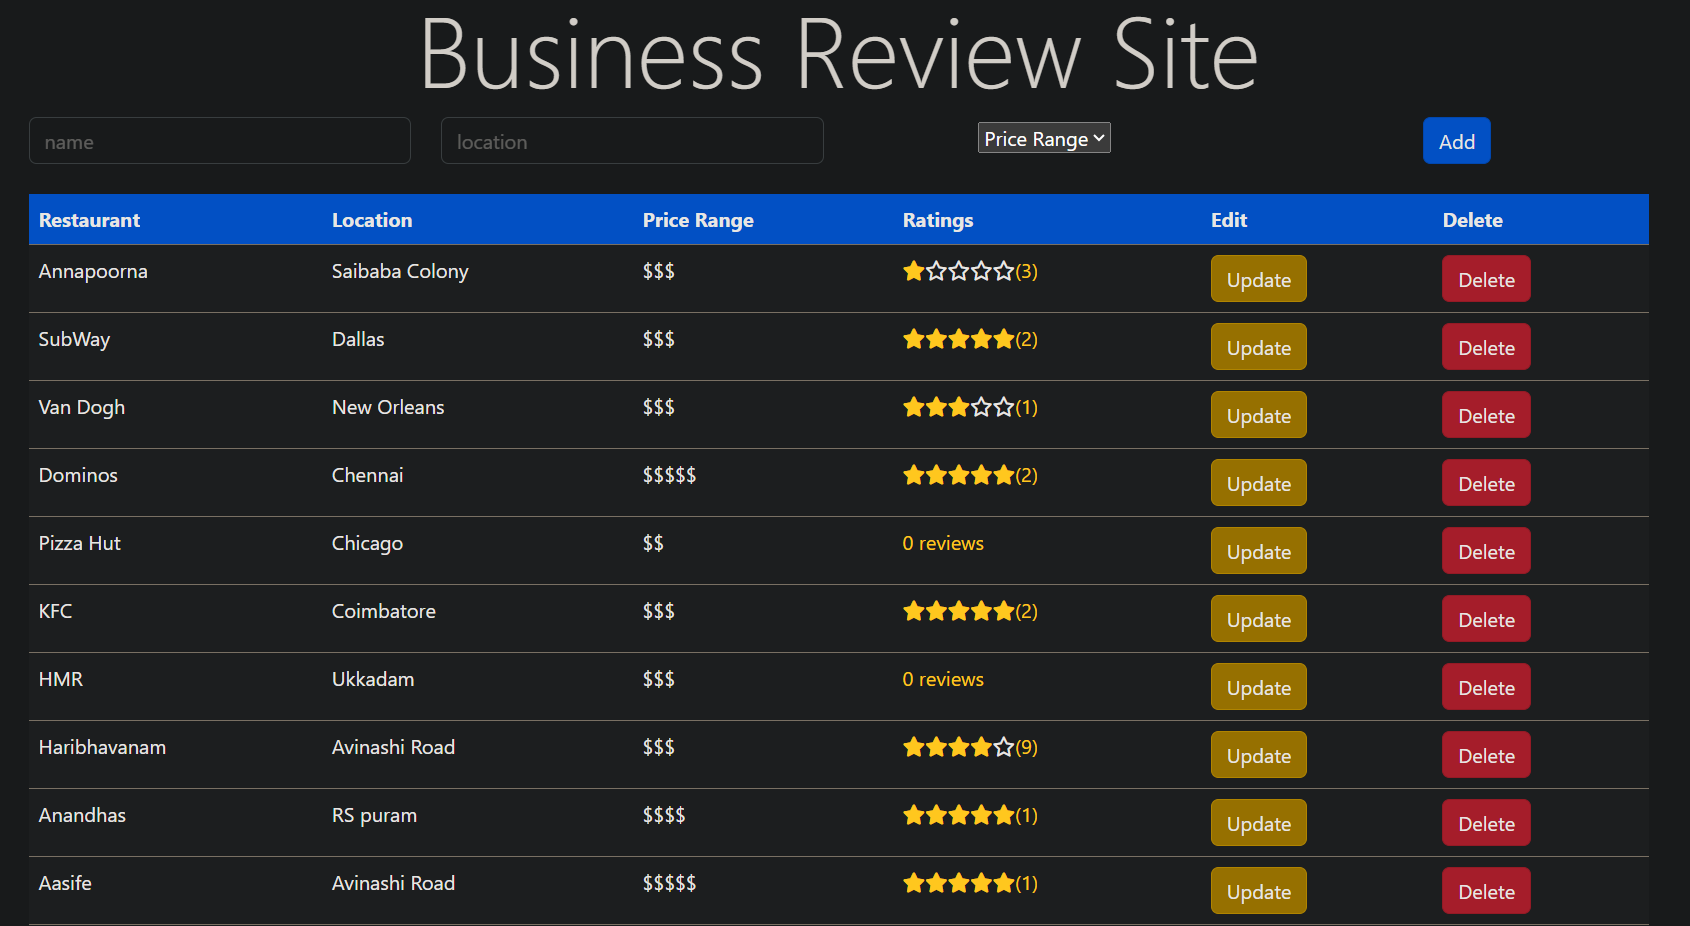 Business Review Site
name location Price Range Add
Restaurant Location Price Range Ratings Edit Delete
Annapoorna Saibaba Colony $$$ (3) Update Delete
SubWay Dallas $$$ (2) Update Delete
Van Dogh New Orleans $$$ (1) Update Delete
Dominos Chennai $$$$$ (2) Update Delete
Pizza Hut Chicago $$ 0 reviews Update Delete
KFC Coimbatore $$$ (2) Update Delete
HMR Ukkadam $$$ 0 reviews Update Delete
Haribhavanam Avinashi Road $$$ (9) Update Delete
Anandhas RS puram $$$$ (1) Update Delete
Aasife Avinashi Road $$$$$ (1) Update Delete